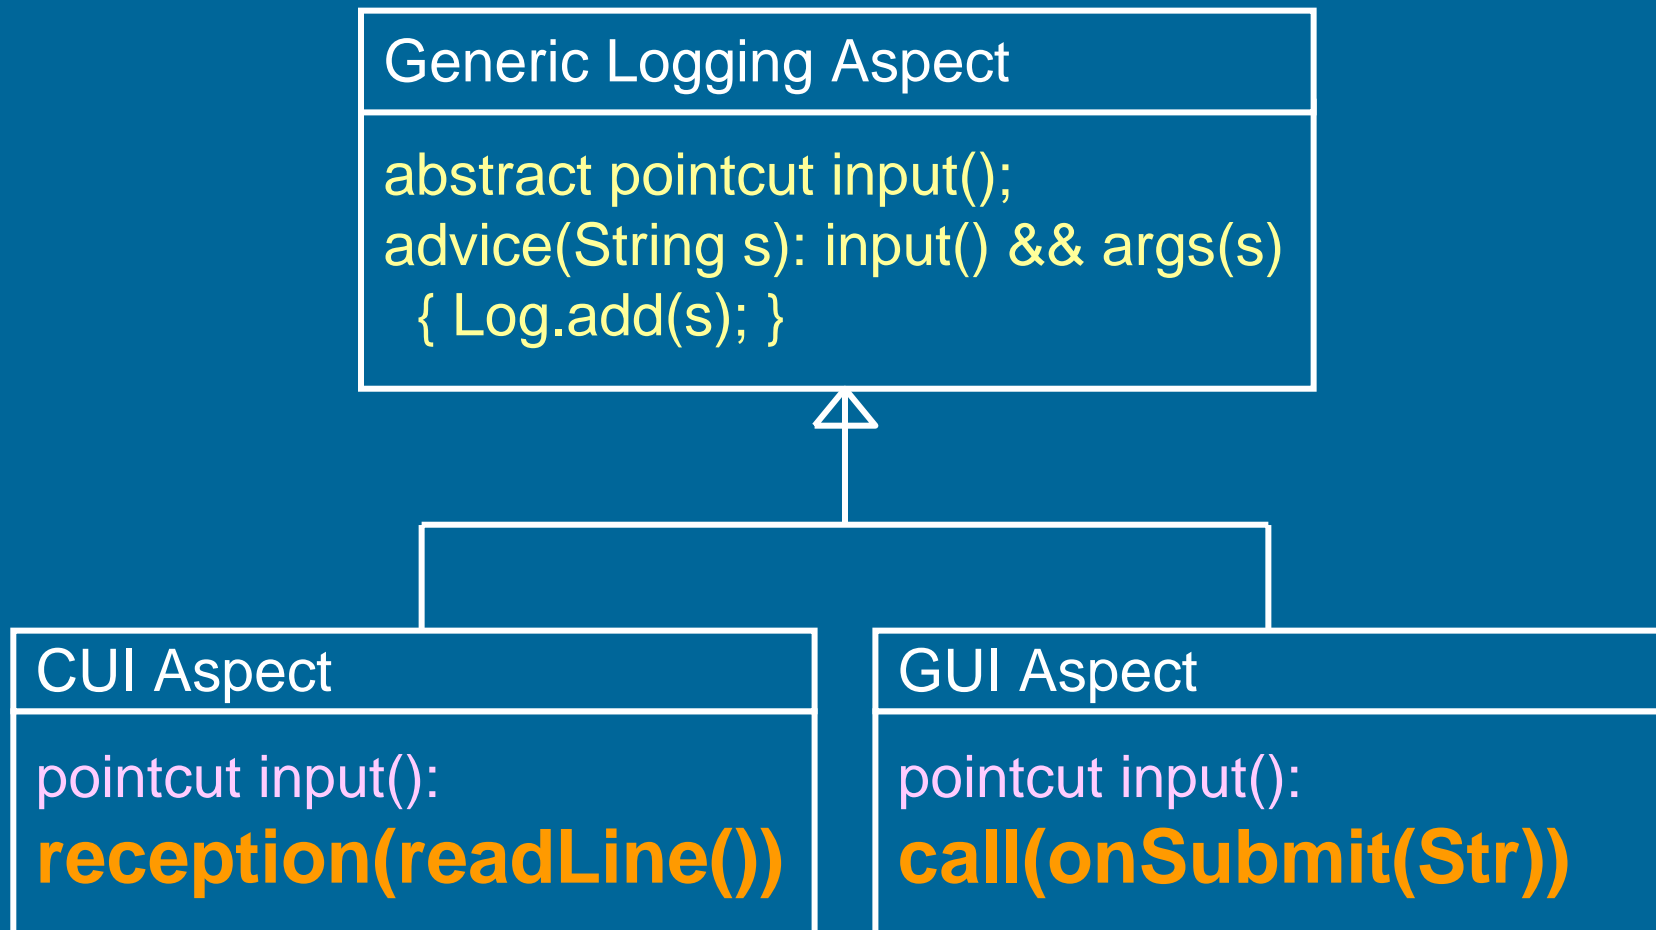 Generic Logging Aspect
abstract pointcut input();
advice(String s): input() && args(s)
{ Log.add(s); }
CUI Aspect
pointcut input():
reception(readLine())
GUI Aspect
pointcut input():
call(onSubmit(Str))